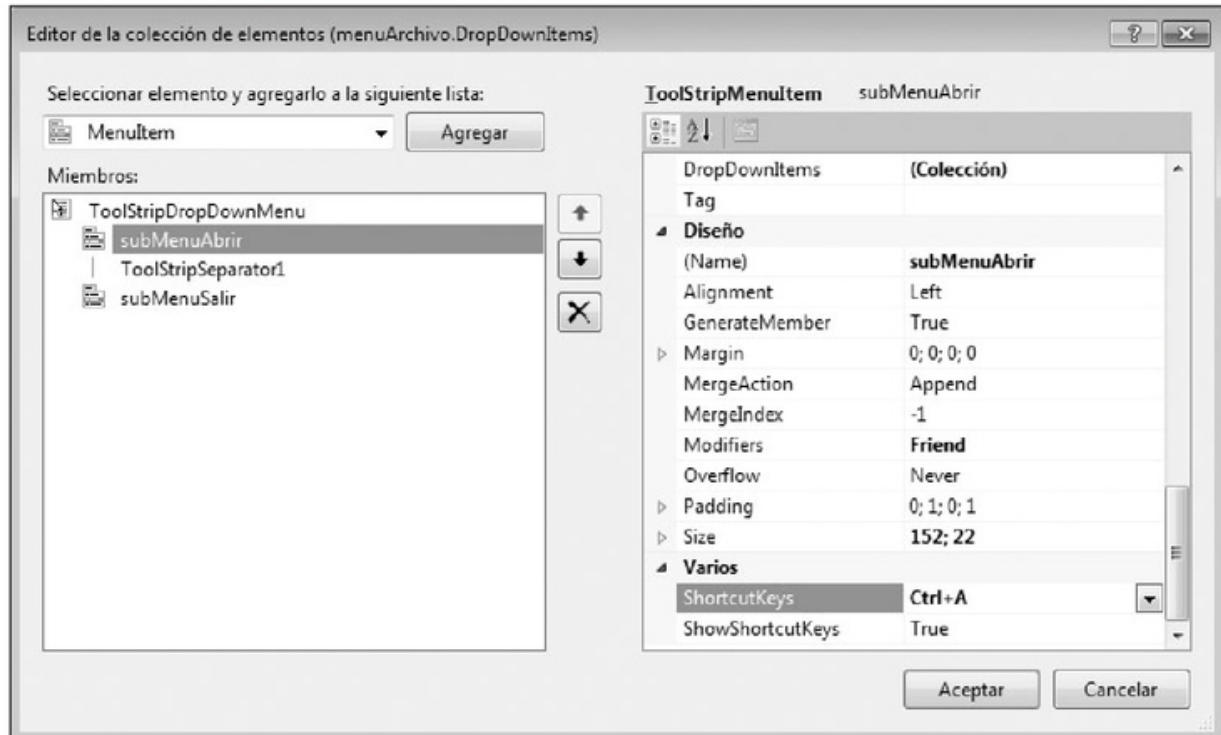 Editor de la colección de elementos (menuArchivo.DropDownItems)
Seleccionar elemento y agregarlo a la siguiente lista:
MenuItem
Agregar
Miembros:
ToolStripDropDownMenu
subMenuAbrir
ToolStripSeparator1
subMenuSalir
ToolStripMenuItem subMenuAbrir
DropDownItems (Colección)
Tag
Diseño
(Name) subMenuAbrir
Alignment Left
GenerateMember True
Margin 0; 0; 0; 0
MergeAction Append
MergeIndex -1
Modifiers Friend
Overflow Never
Padding 0; 1; 0; 1
Size 152; 22
Varios
ShortcutKeys Ctrl+A
ShowShortcutKeys True
Aceptar
Cancelar